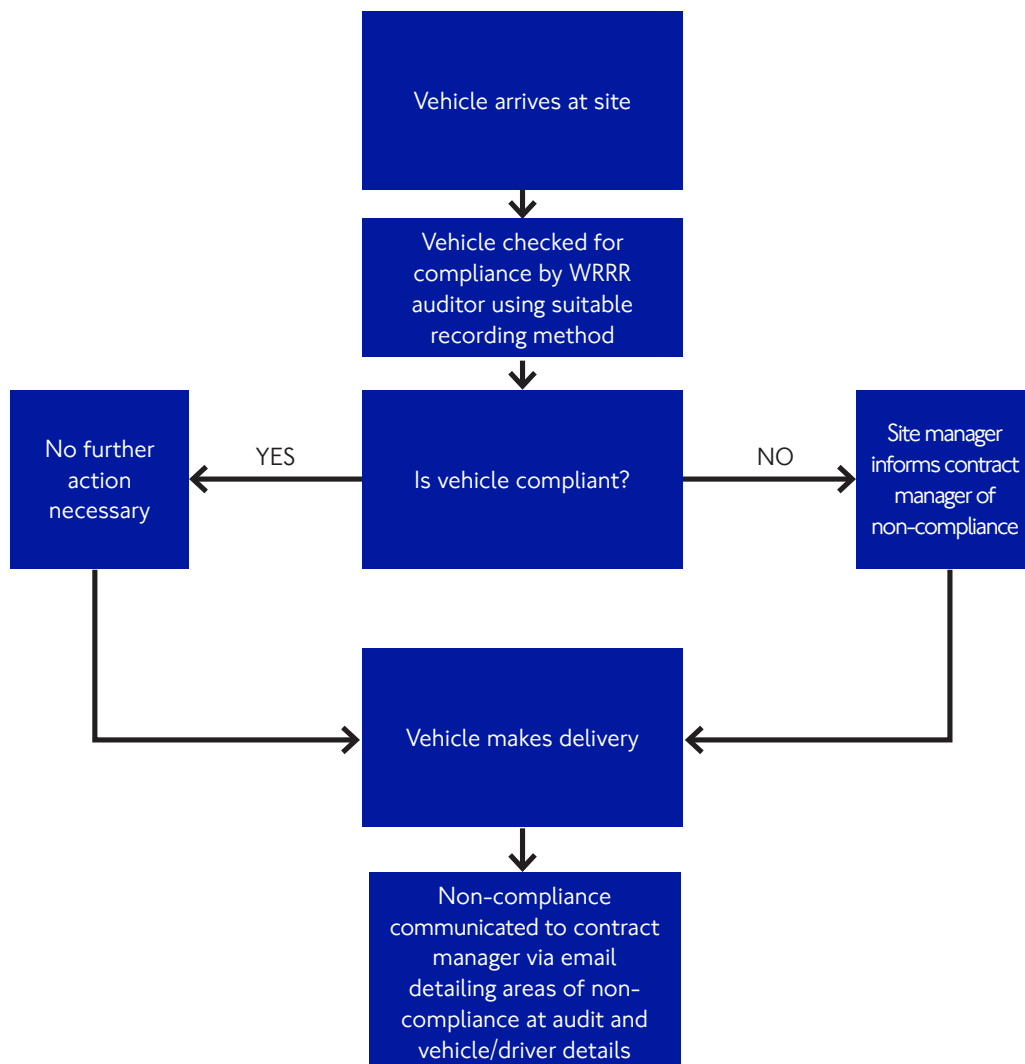 Vehicle arrives at site
Vehicle checked for
compliance by WRRR
auditor using suitable
recording method
No further
action
necessary
YES
Is vehicle compliant?
NO
Site manager
informs contract
manager of
non-compliance
Vehicle makes delivery
Non-compliance
communicated to contract
manager via email
detailing areas of non-
compliance at audit and
vehicle/driver details